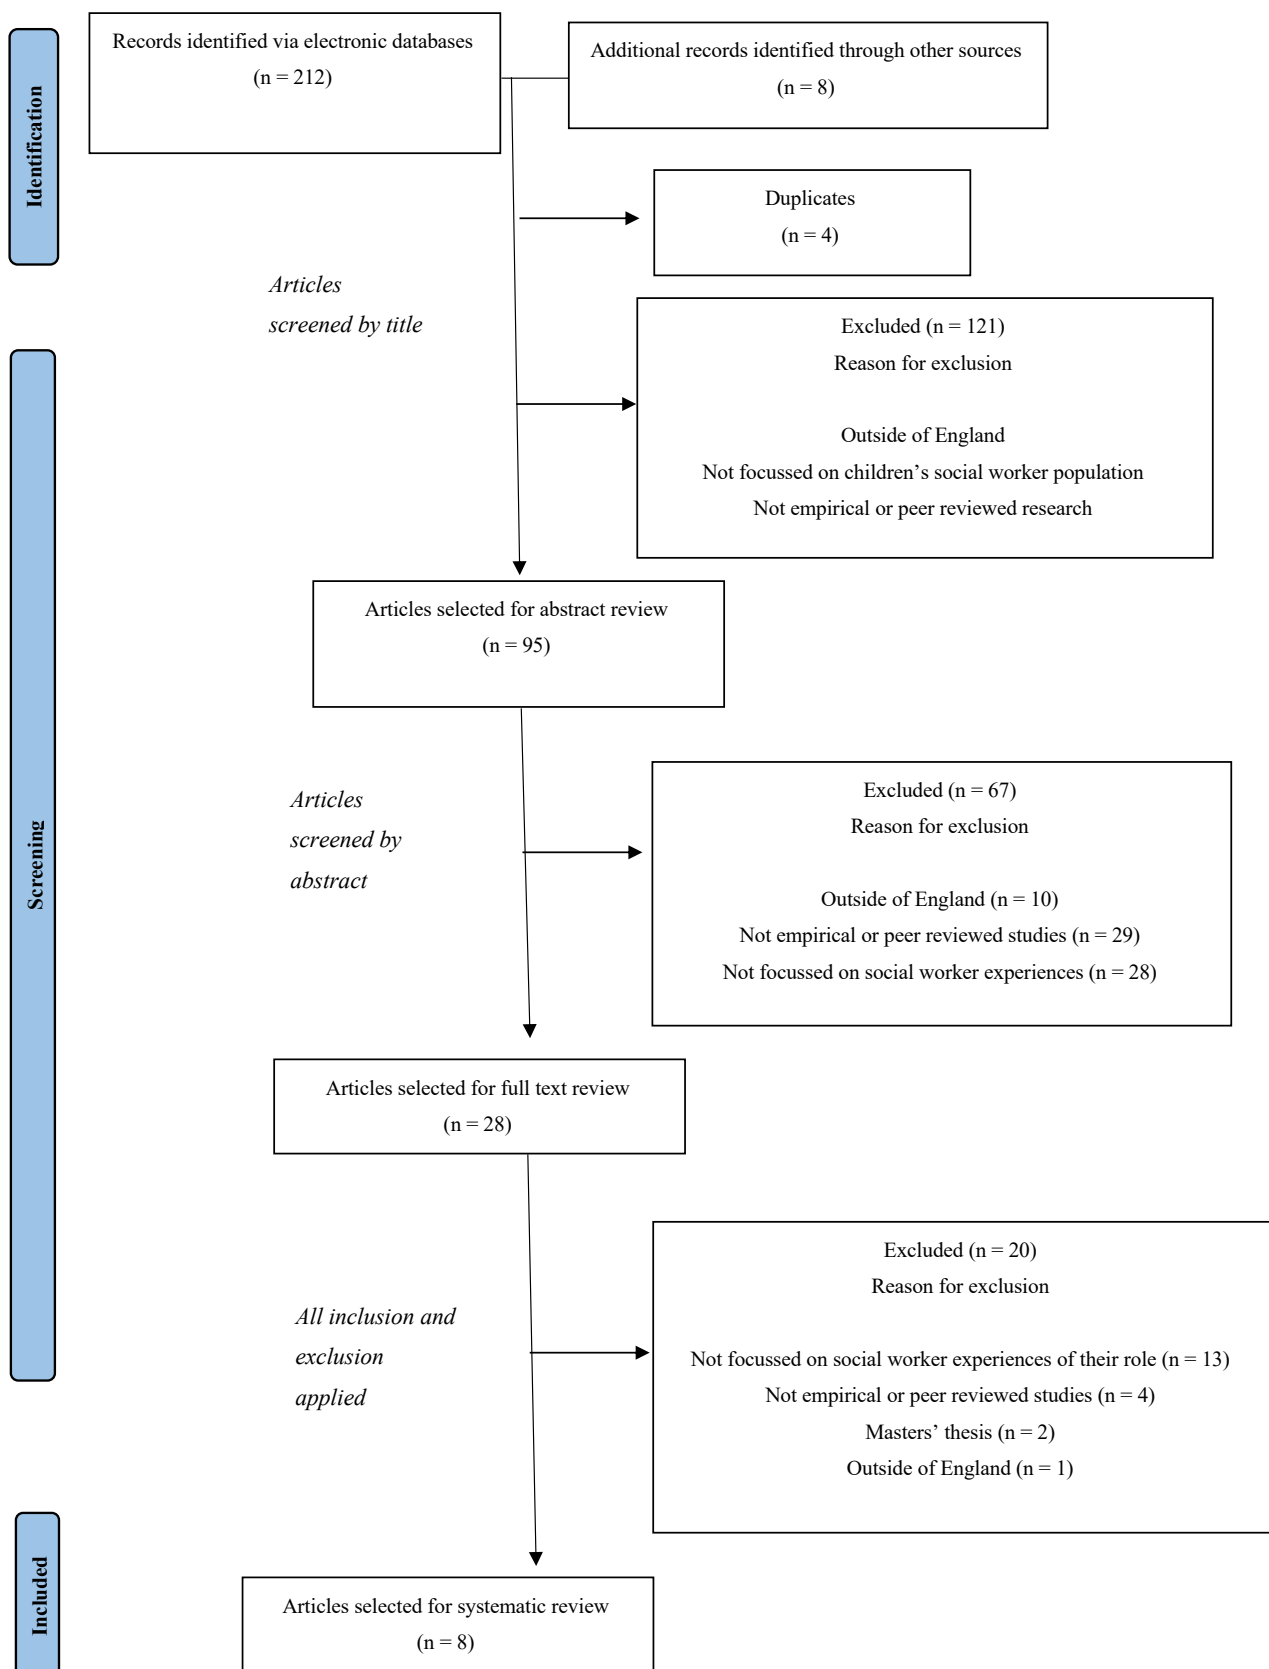 Records identified via electronic databases
(n = 212)
Additional records identified through other sources
(n = 8)
Identification
Duplicates
(n = 4)
Articles
screened by title
Excluded (n = 121)
Reason for exclusion
Outside of England
Not focussed on children’s social worker population
Not empirical or peer reviewed research
Screening
Articles selected for abstract review
(n = 95)
Articles
screened by
abstract
Excluded (n = 67)
Reason for exclusion
Outside of England (n = 10)
Not empirical or peer reviewed studies (n = 29)
Not focussed on social worker experiences (n = 28)
Articles selected for full text review
(n = 28)
All inclusion and
exclusion
applied
Excluded (n = 20)
Reason for exclusion
Not focussed on social worker experiences of their role (n = 13)
Not empirical or peer reviewed studies (n = 4)
Masters’ thesis (n = 2)
Outside of England (n = 1)
Included
Articles selected for systematic review
(n = 8)